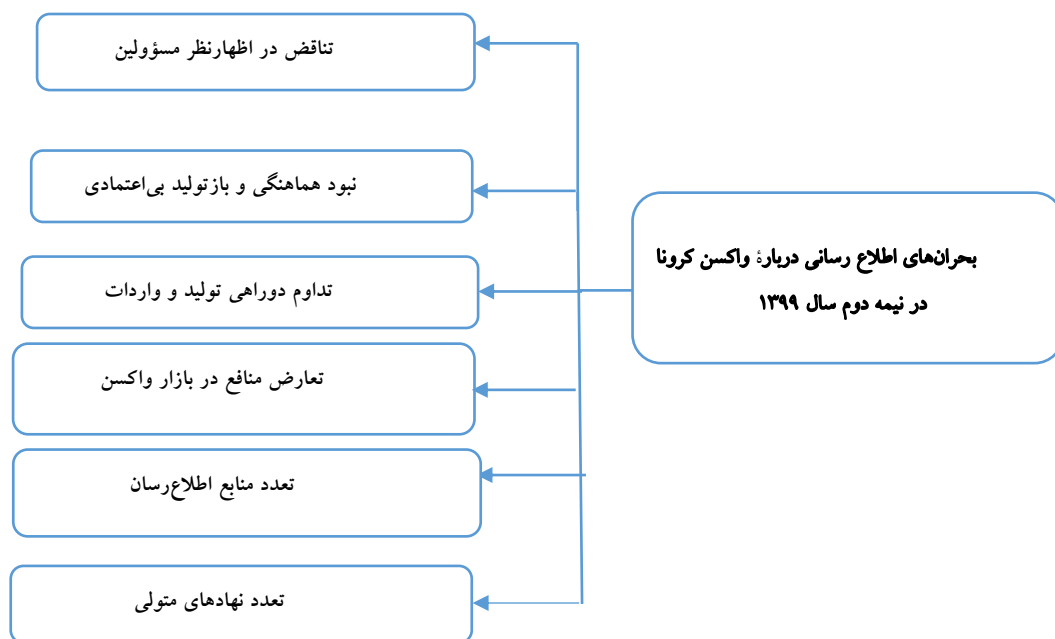 بحران‌های اطلاع رسانی دربارۀ واکسن کرونا
در نیمه دوم سال ۱۳۹۹
تناقض در اظهارنظر مسؤولین
نبود هماهنگی و بازتولید بی‌اعتمادی
تداوم دوراهی تولید و واردات
تعارض منافع در بازار واکسن
تعدد منابع اطلاع‌رسان
تعدد نهادهای متولی